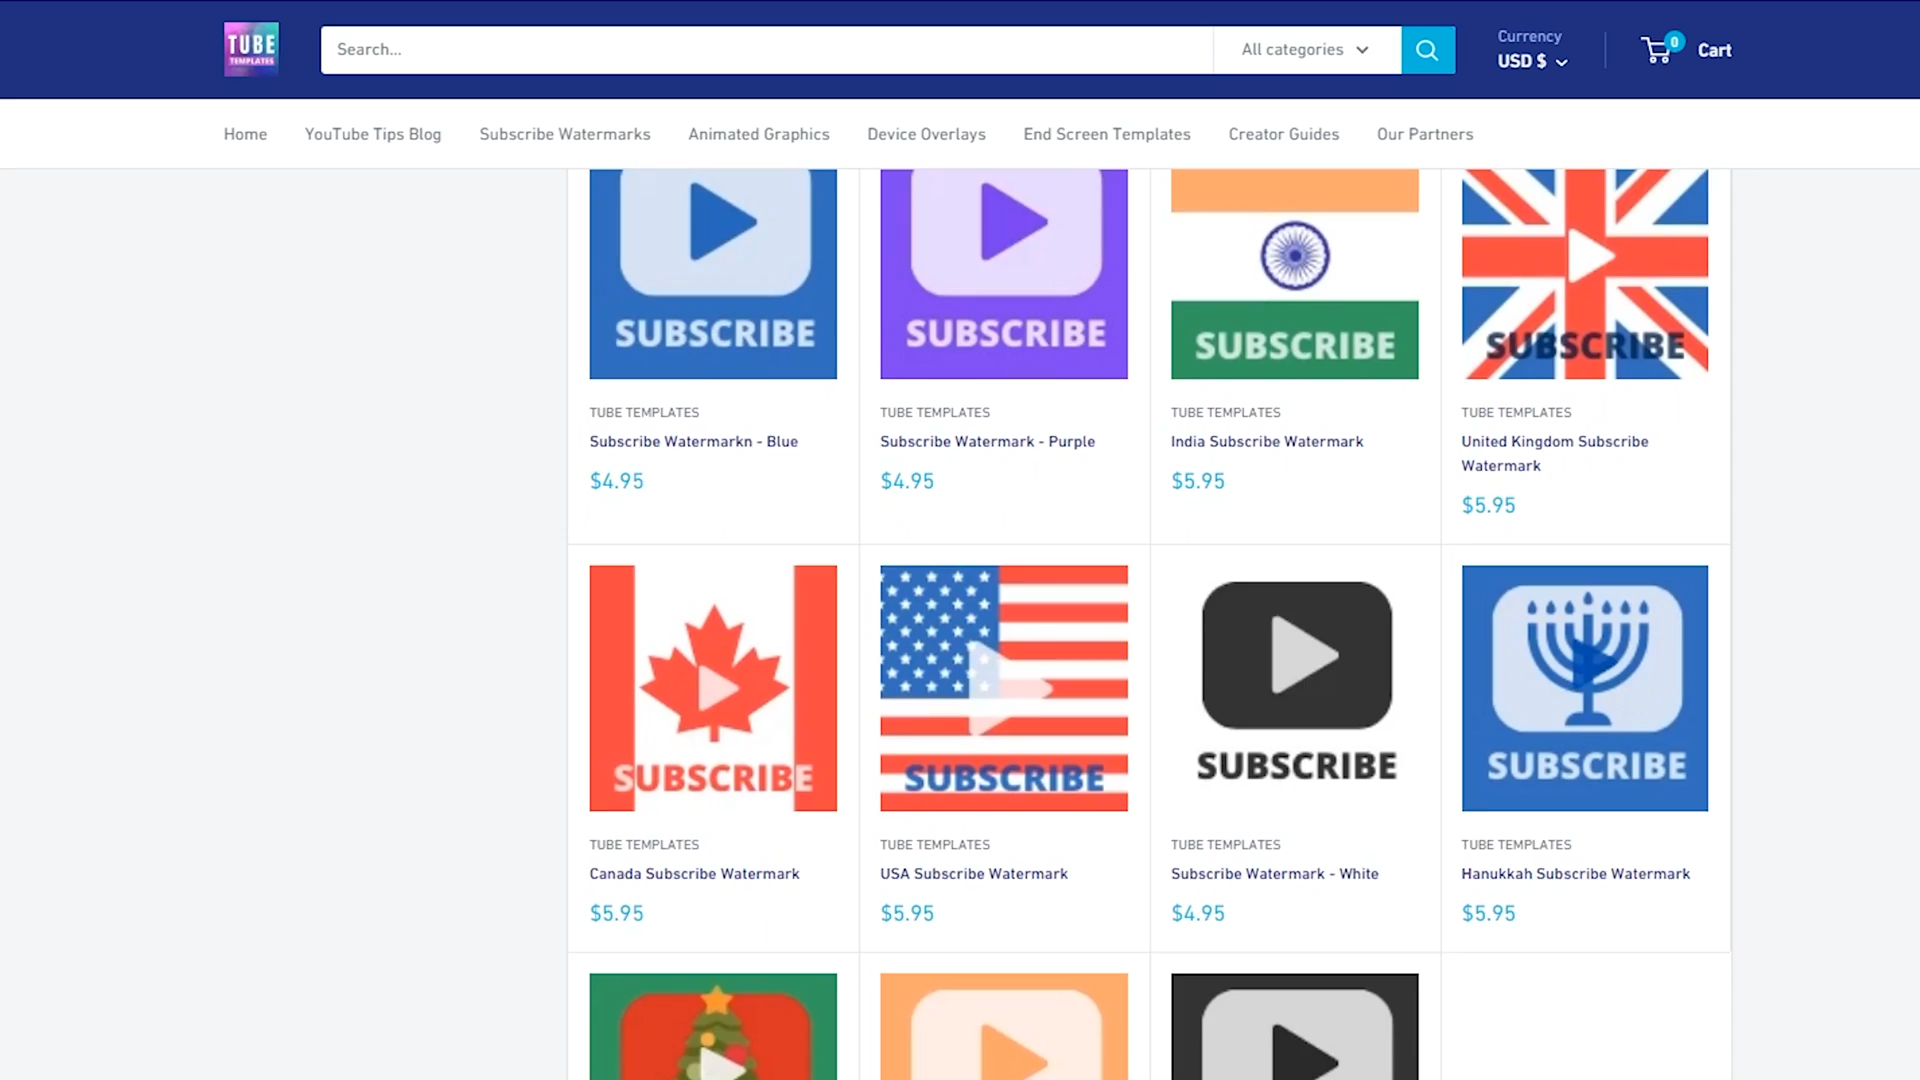 TUBE
TEMPLATES
Search...
All categories
Currency
USD $
0
Cart
Home
YouTube Tips Blog
Subscribe Watermarks
Animated Graphics
Device Overlays
End Screen Templates
Creator Guides
Our Partners
SUBSCRIBE
SUBSCRIBE
SUBSCRIBE
SUBSCRIBE
TUBE TEMPLATES
Subscribe Watermarkn - Blue
$4.95
TUBE TEMPLATES
Subscribe Watermark - Purple
$4.95
TUBE TEMPLATES
India Subscribe Watermark
$5.95
TUBE TEMPLATES
United Kingdom Subscribe
Watermark
$5.95
SUBSCRIBE
SUBSCRIBE
SUBSCRIBE
SUBSCRIBE
TUBE TEMPLATES
Canada Subscribe Watermark
$5.95
TUBE TEMPLATES
USA Subscribe Watermark
$5.95
TUBE TEMPLATES
Subscribe Watermark - White
$4.95
TUBE TEMPLATES
Hanukkah Subscribe Watermark
$5.95